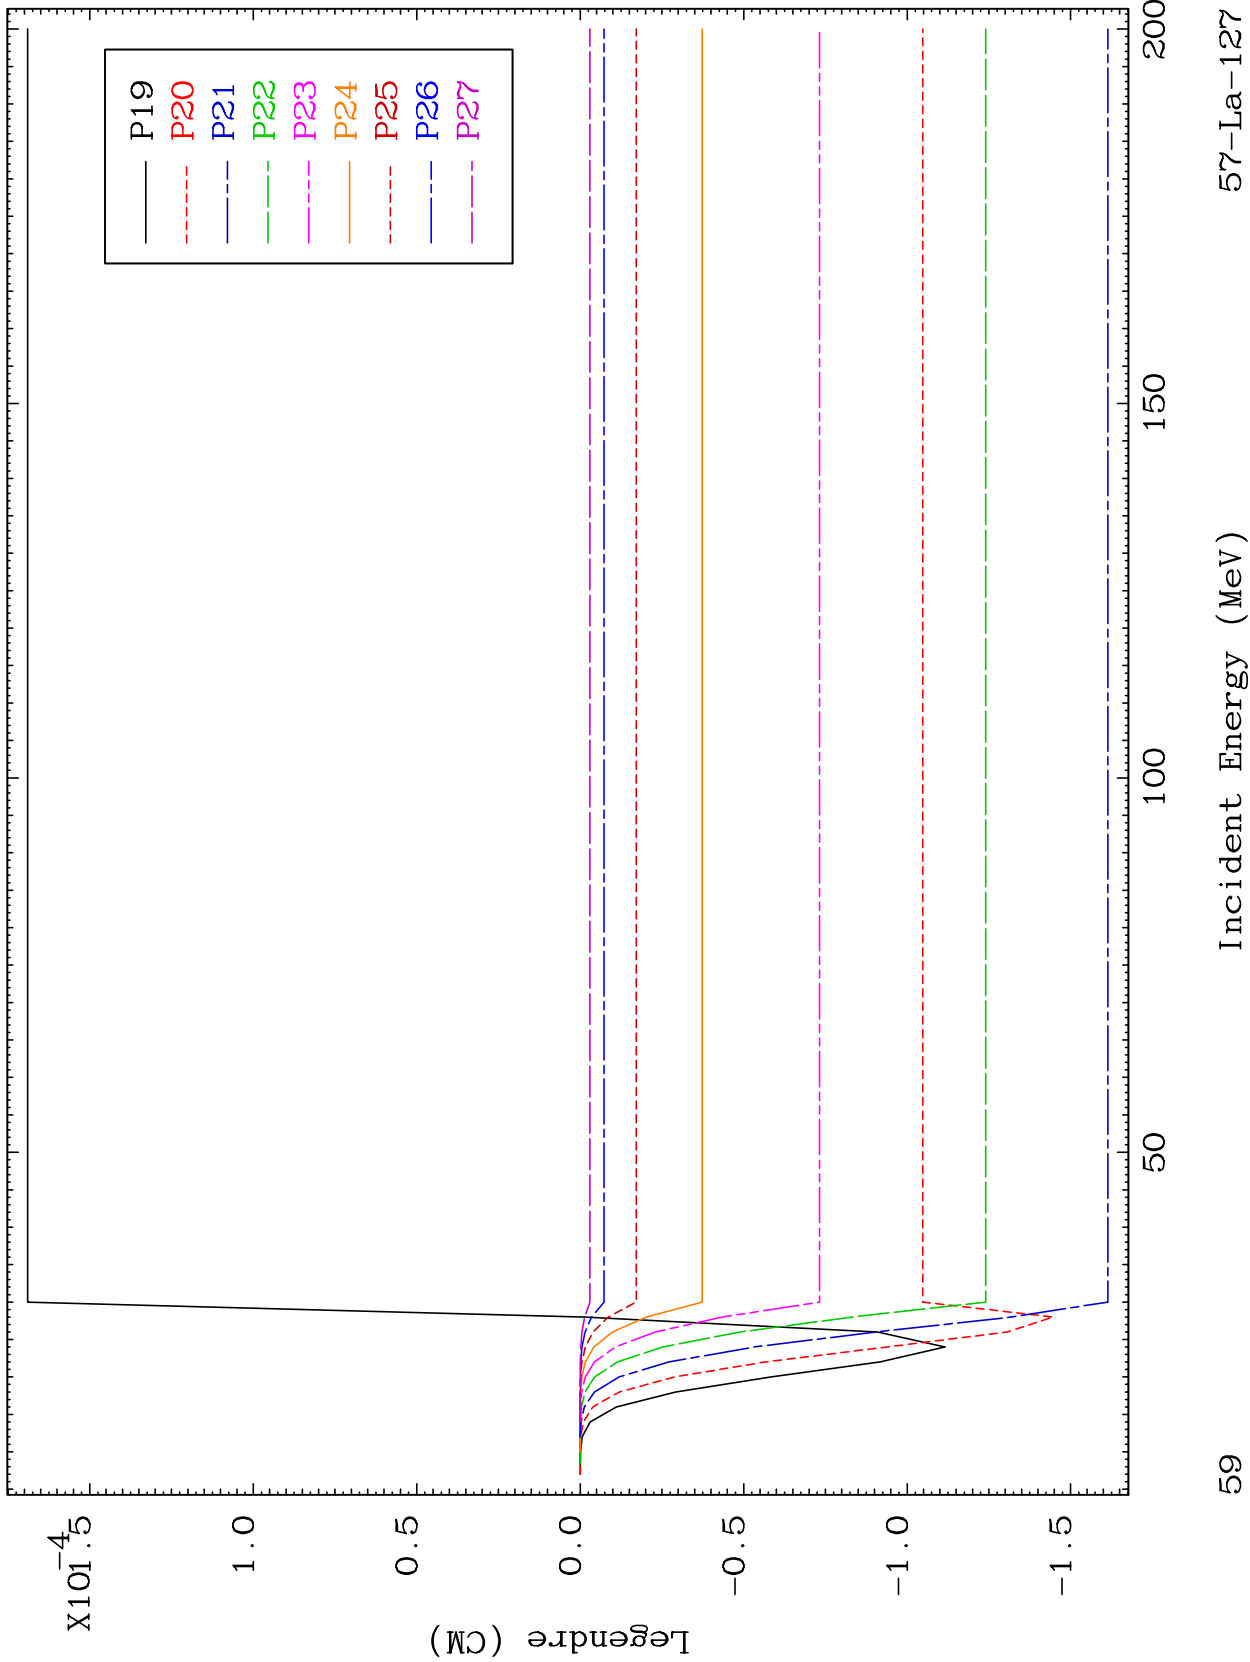 X10-4
1.5
1.0
0.5
0.0
-0.5
-1.0
-1.5
Legendre (CM)
P19
P20
P21
P22
P23
P24
P25
P26
P27
50
100
150
200
Incident Energy (MeV)
59
57-La-127